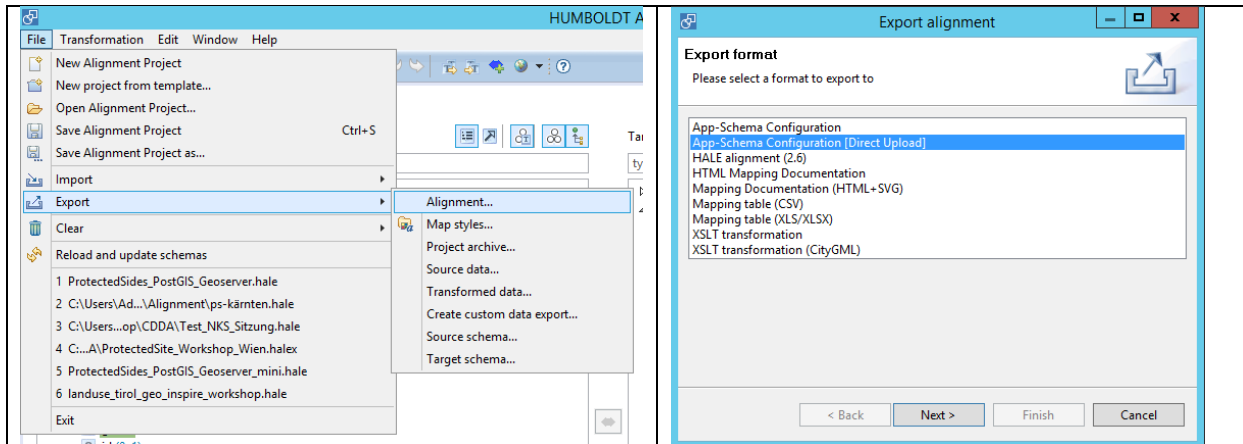 HUMBOLDT A
File Transformation Edit Window Help
New Alignment Project
New project from template...
Open Alignment Project...
Save Alignment Project Ctrl+S
Save Alignment Project as...
Import
Export
Clear
Reload and update schemas
1 ProtectedSides_PostGIS_Geoserver.hale
2 C:\Users\Ad...\Alignment\ps-kärnten.hale
3 C:\Users...op\CDDA\Test_NKS_Sitzung.hale
4 C:...A\ProtectedSite_Workshop_Wien.halex
5 ProtectedSides_PostGIS_Geoserver_mini.hale
6 landuse_tirol_geo_inspire_workshop.hale
Exit
Alignment...
Map styles...
Project archive...
Source data...
Transformed data...
Create custom data export...
Source schema...
Target schema...
Tar
ty
Export alignment
Export format
Please select a format to export to
App-Schema Configuration
App-Schema Configuration [Direct Upload]
HALE alignment (2.6)
HTML Mapping Documentation
Mapping Documentation (HTML+SVG)
Mapping table (CSV)
Mapping table (XLS/XLSX)
XSLT transformation
XSLT transformation (CityGML)
< Back Next > Finish Cancel